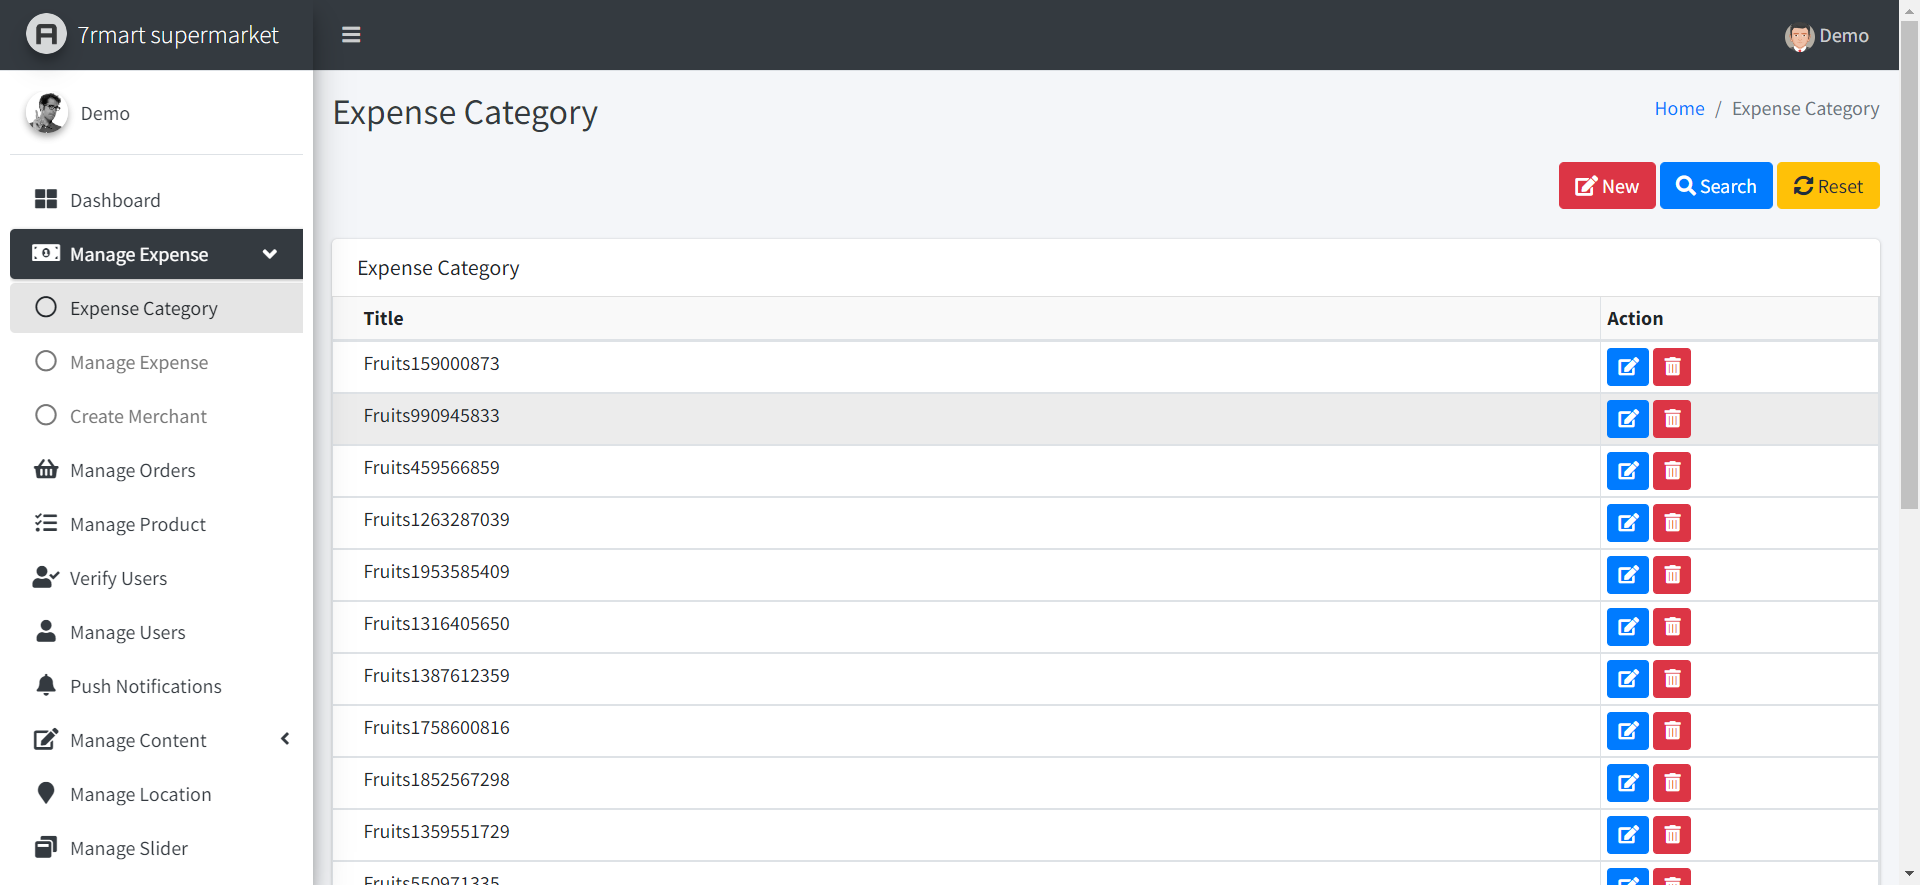 7rmart supermarket
Demo
Demo
Expense Category
Home / Expense Category
Dashboard
New Search Reset
Manage Expense
Expense Category
Manage Expense
Create Merchant
Manage Orders
Manage Product
Verify Users
Manage Users
Push Notifications
Manage Content
Manage Location
Manage Slider
Expense Category
Title Action
Fruits159000873
Fruits990945833
Fruits459566859
Fruits1263287039
Fruits1953585409
Fruits1316405650
Fruits1387612359
Fruits1758600816
Fruits1852567298
Fruits1359551729
Fruits550971335